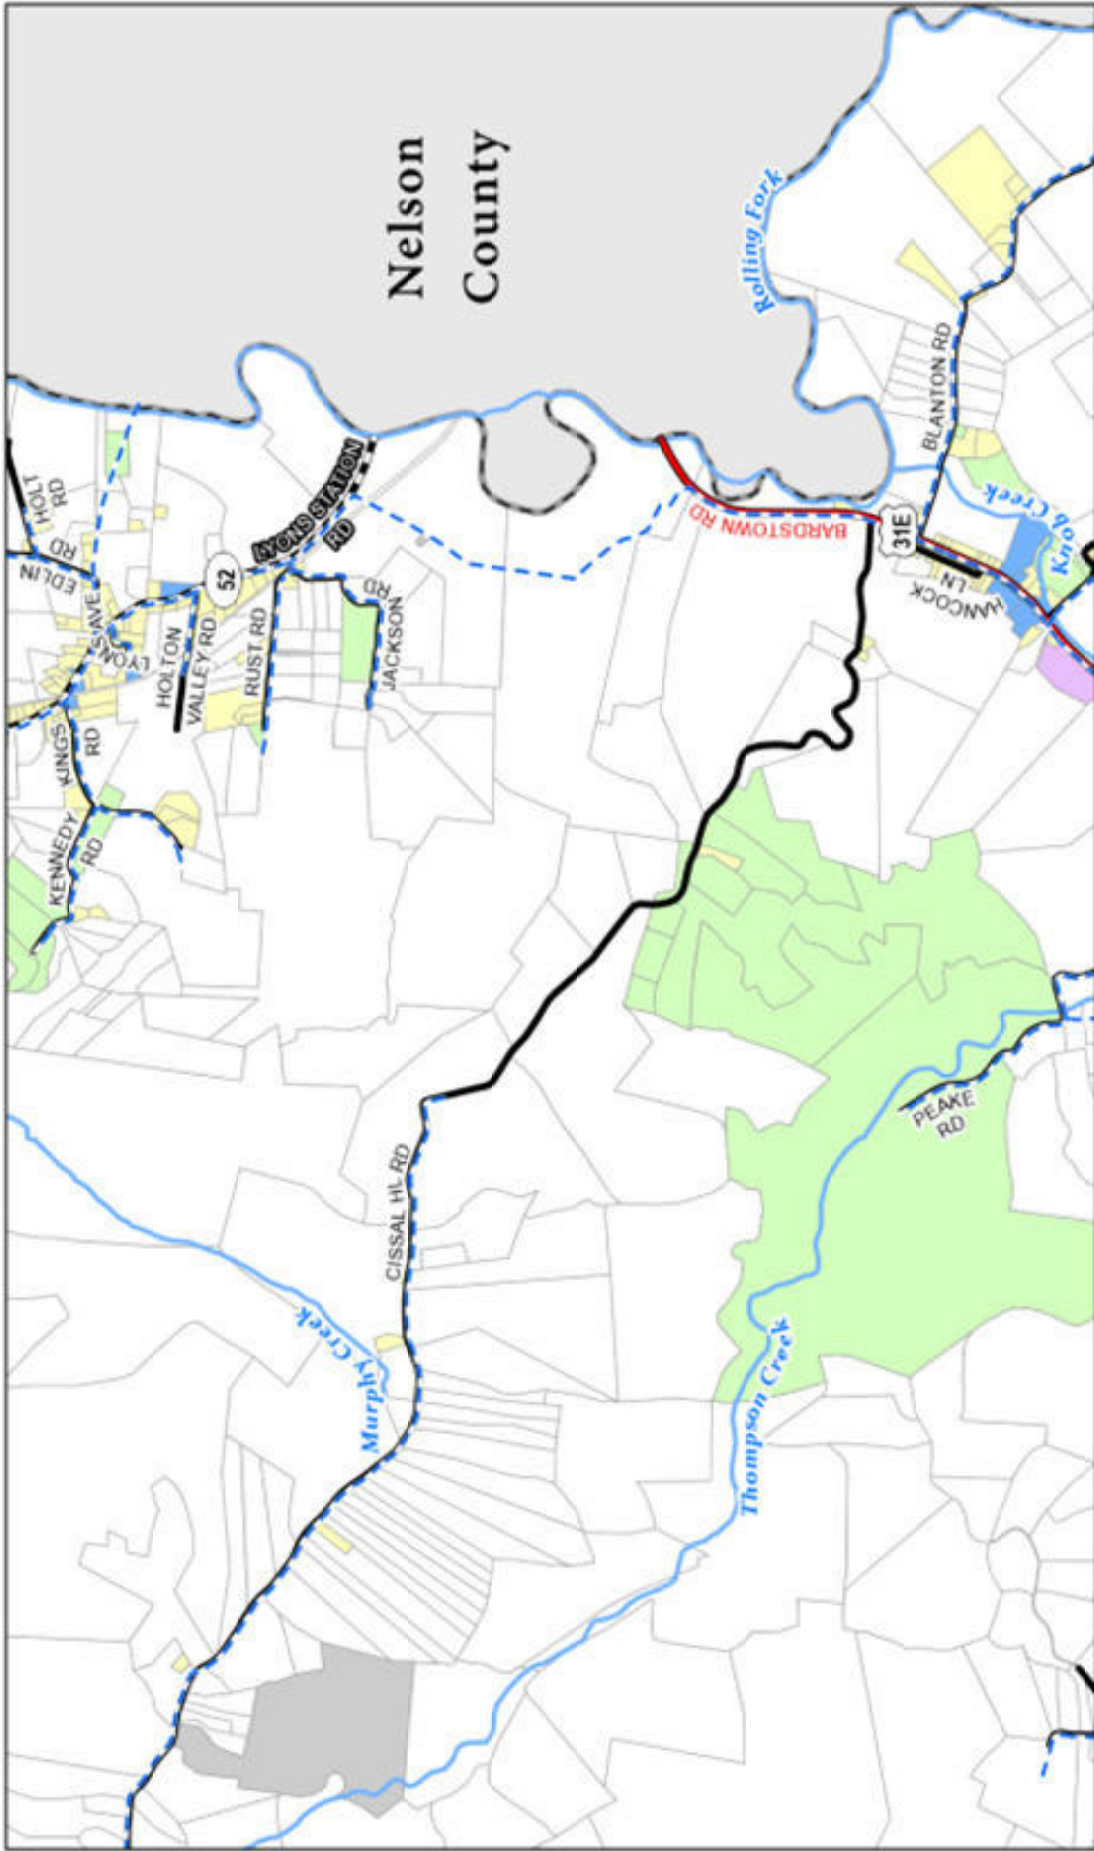 Nelson
County
Rolling Fork
HOLT
RD
EDLIN
RD
LYONS AVE
52
LYONS STATION
RD
HOLTON
VALLEY RD
RUST RD
JACKSON
RD
KINGS
RD
KENNEDY
RD
BARDSTOWN RD
31E
BLANTON RD
Knob Creek
HANCOCK
LN
PEAKE
RD
CISSAL HL RD
Murphy Creek
Thompson Creek